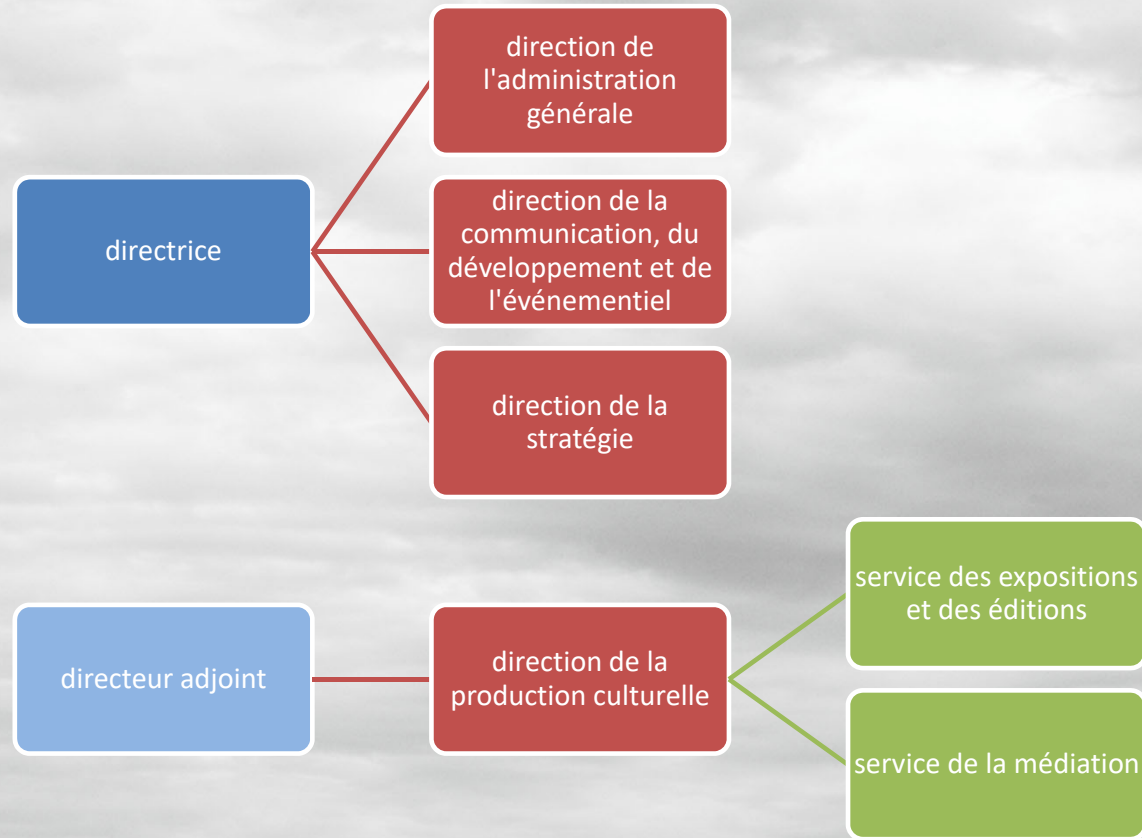 direction de
l'administration
générale
directrice
direction de la
communication, du
développement et de
l'événementiel
direction de la
stratégie
service des expositions
et des éditions
directeur adjoint
direction de la
production culturelle
service de la médiation